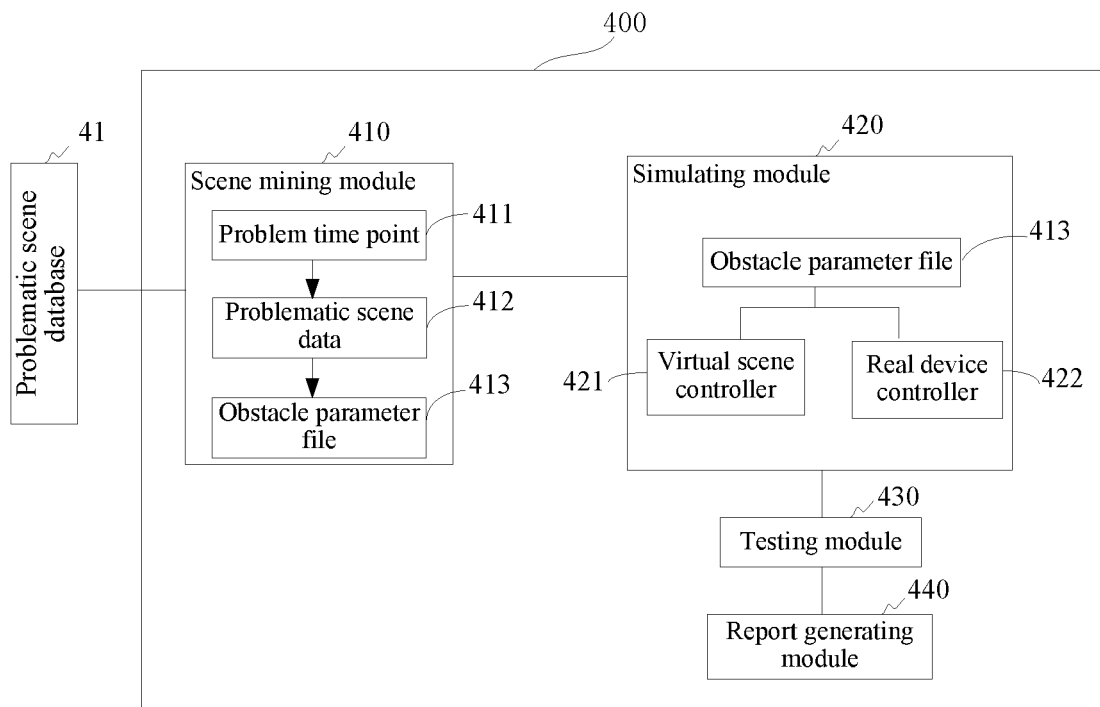 400
41
Problematic scene
database
410
Scene mining module
Problem time point
411
Problematic scene
data
412
Obstacle parameter
file
413
420
Simulating module
Obstacle parameter file
413
Virtual scene
controller
421
Real device
controller
422
430
Testing module
440
Report generating
module